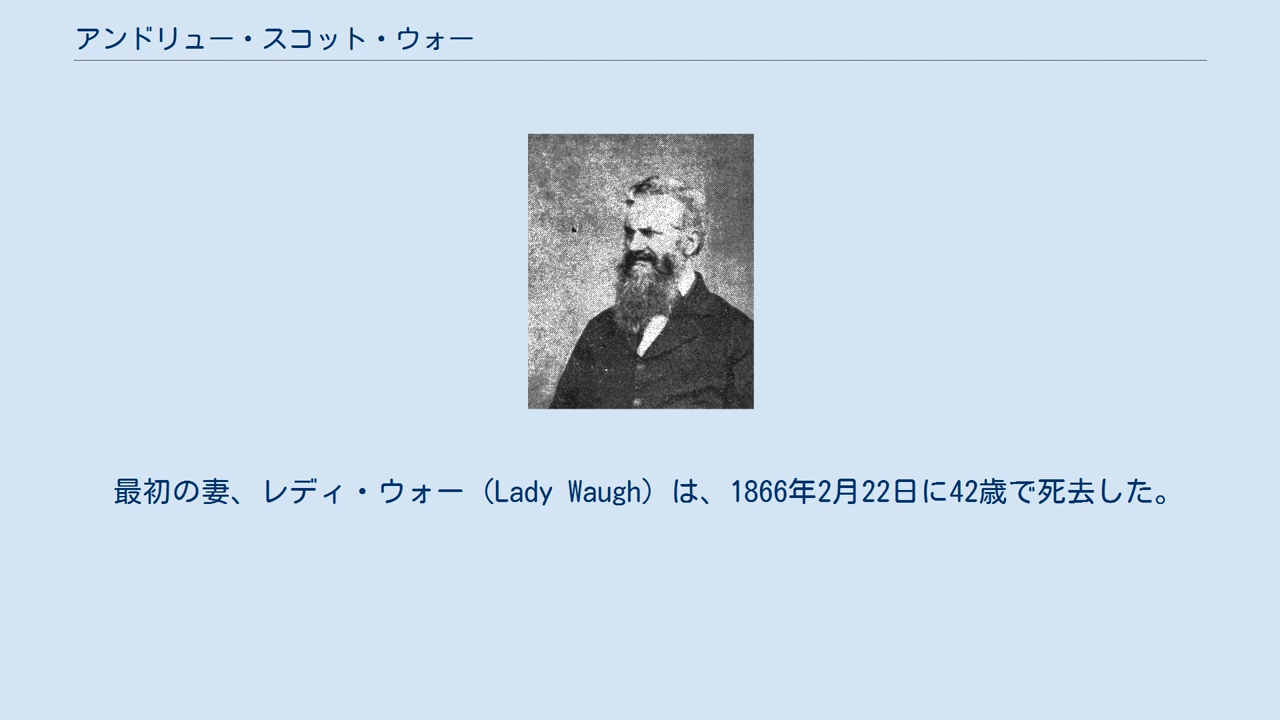 アンドリュー・スコット・ウォー
最初の妻、レディ・ウォー（Lady Waugh）は、1866年2月22日に42歳で死去した。